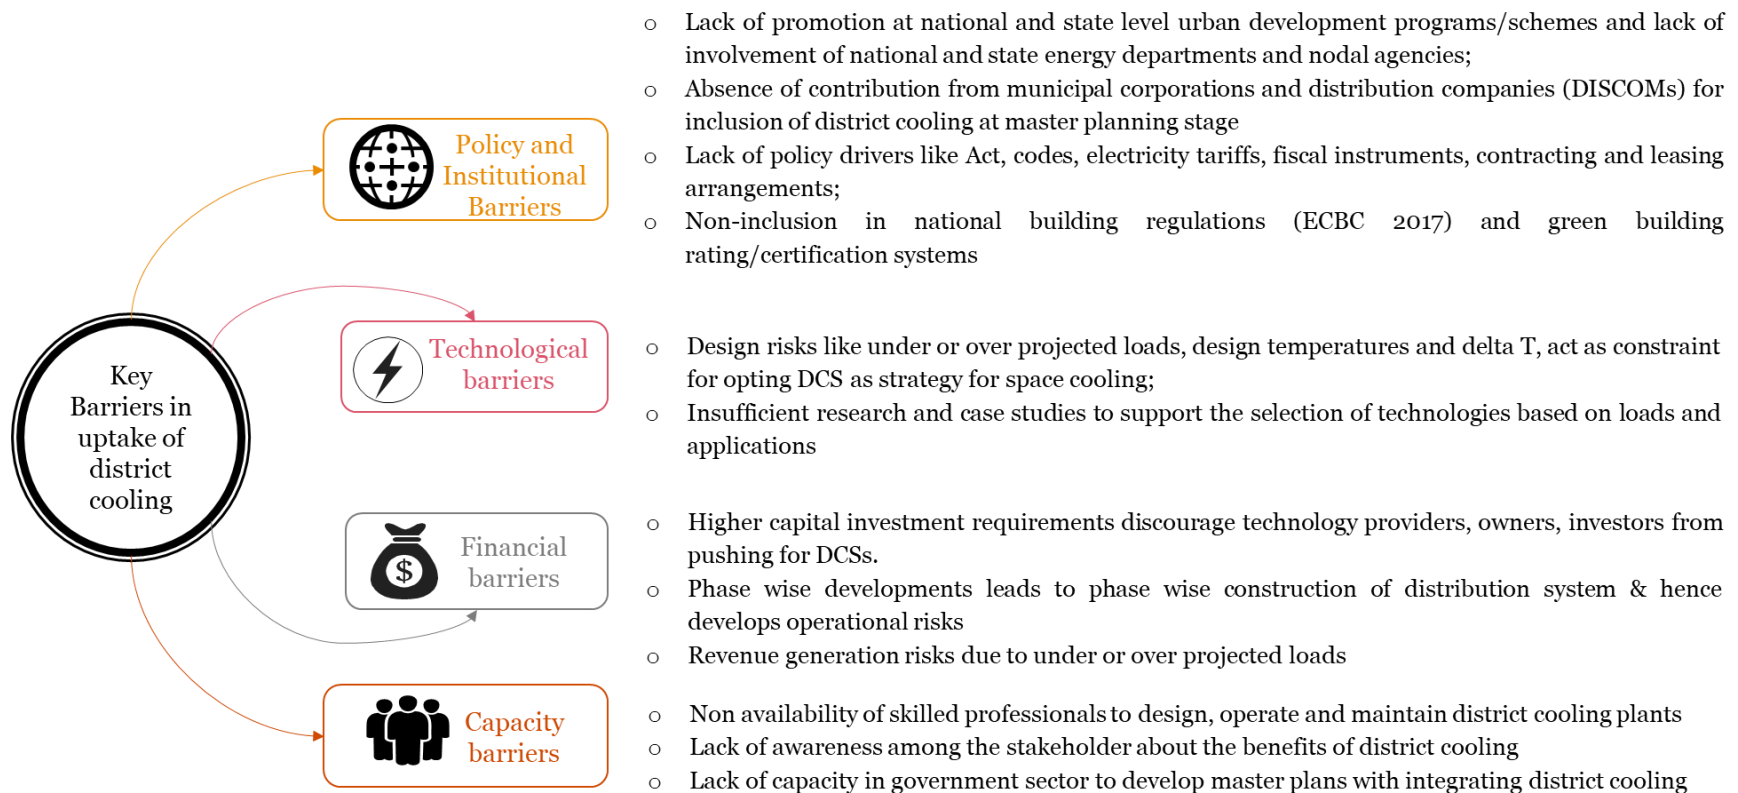 Key
Barriers in
uptake of
district
cooling
Policy and
Institutional
Barriers
o Lack of promotion at national and state level urban development programs/schemes and lack of
involvement of national and state energy departments and nodal agencies;
o Absence of contribution from municipal corporations and distribution companies (DISCOMs) for
inclusion of district cooling at master planning stage
o Lack of policy drivers like Act, codes, electricity tariffs, fiscal instruments, contracting and leasing
arrangements;
o Non-inclusion in national building regulations (ECBC 2017) and green building
rating/certification systems
Technological
barriers
o Design risks like under or over projected loads, design temperatures and delta T, act as constraint
for opting DCS as strategy for space cooling;
o Insufficient research and case studies to support the selection of technologies based on loads and
applications
Financial
barriers
$
o Higher capital investment requirements discourage technology providers, owners, investors from
pushing for DCSs.
o Phase wise developments leads to phase wise construction of distribution system & hence
develops operational risks
o Revenue generation risks due to under or over projected loads
Capacity
barriers
o Non availability of skilled professionals to design, operate and maintain district cooling plants
o Lack of awareness among the stakeholder about the benefits of district cooling
o Lack of capacity in government sector to develop master plans with integrating district cooling